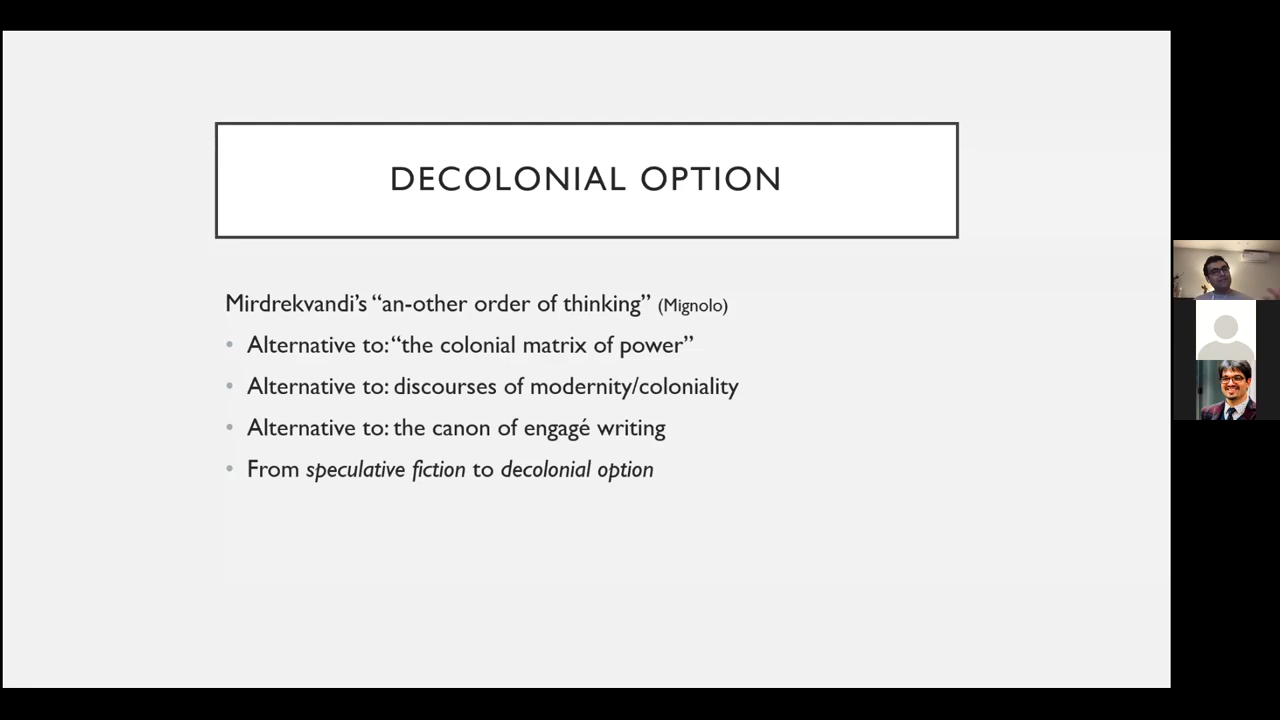 DECOLONIAL OPTION
Mirdrekvandi’s “an-other order of thinking” (Mignolo)
• Alternative to: “the colonial matrix of power”
• Alternative to: discourses of modernity/coloniality
• Alternative to: the canon of engagé writing
• From speculative fiction to decolonial option